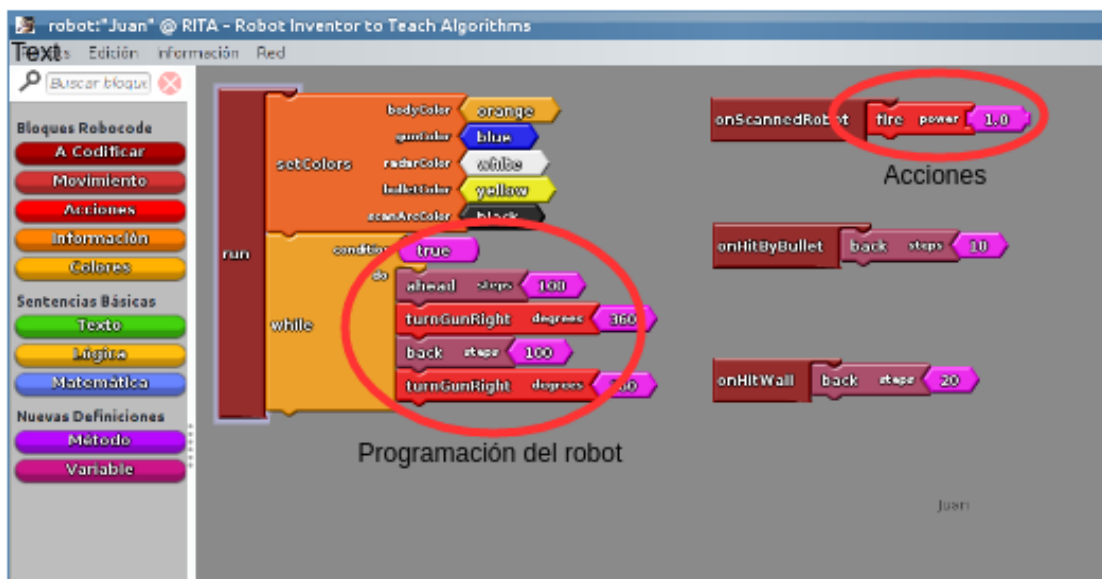 robot:"Juan" @ RITA - Robot Inventor to Teach Algorithms
Text Edición Información Red
Buscar bloque
Bloques Robocode
A Codificar
Movimiento
Acciones
Información
Colores
Sentencias Básicas
Texto
Lógica
Matemática
Nuevas Definiciones
Método
Variable
run
setColors
bodyColor orange
gunColor blue
radarColor white
bulletColor yellow
scanArcColor black
while
condition true
do
ahead steps 100
turnGunRight degrees 360
back steps 100
turnGunRight degrees
Programación del robot
onScannedRobot fire power 1.0
Acciones
onHitByBullet back steps 10
onHitWall back steps 20
Juan